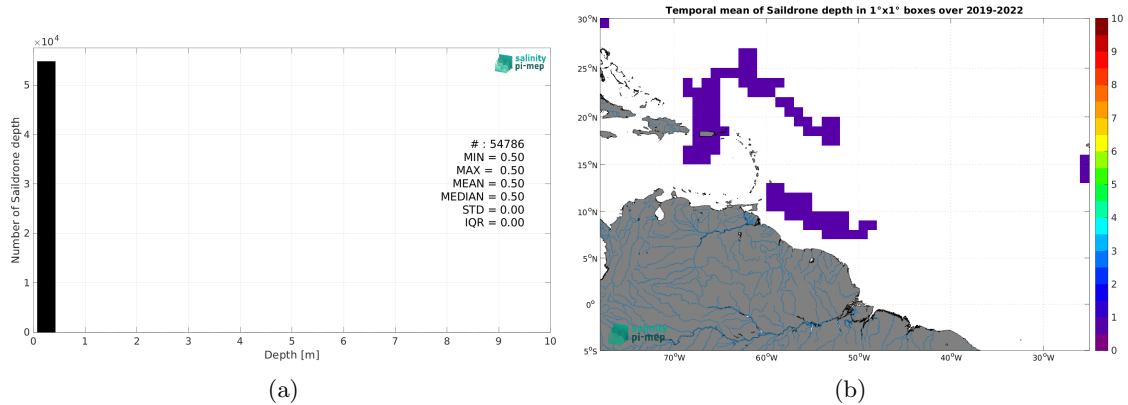 ×10⁴
5
4
3
2
1
0
Number of Saildrone depth
0 1 2 3 4 5 6 7 8 9 10
Depth [m]
salinity
pi-mep
# : 54786
MIN = 0.50
MAX = 0.50
MEAN = 0.50
MEDIAN = 0.50
STD = 0.00
IQR = 0.00
(a)
Temporal mean of Saildrone depth in 1°x1° boxes over 2019-2022
30°N
25°N
20°N
15°N
10°N
5°N
0°
5°S
70°W 60°W 50°W 40°W 30°W
salinity
pi-mep
10
9
8
7
6
5
4
3
2
1
0
(b)